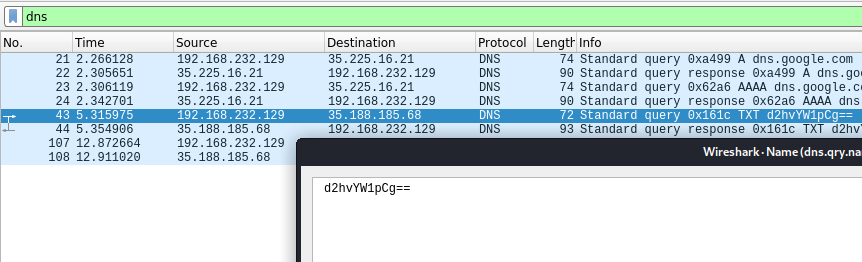 dns
No. Time Source Destination Protocol Length Info
21 2.266128 192.168.232.129 35.225.16.21 DNS 74 Standard query 0xa499 A dns.google.com
22 2.305651 35.225.16.21 192.168.232.129 DNS 90 Standard query response 0xa499 A dns.goo
23 2.306119 192.168.232.129 35.225.16.21 DNS 74 Standard query 0x62a6 AAAA dns.google.co
24 2.342701 35.225.16.21 192.168.232.129 DNS 90 Standard query response 0x62a6 AAAA dns
43 5.315975 192.168.232.129 35.188.185.68 DNS 72 Standard query 0x161c TXT d2hvYW1pCg==
44 5.354906 35.188.185.68 192.168.232.129 DNS 93 Standard query response 0x161c TXT d2hvY
107 12.872664 192.168.232.129
108 12.911020 35.188.185.68
Wireshark · Name (dns.qry.na
d2hvYW1pCg==